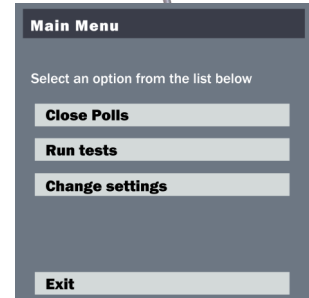 Main Menu
Select an option from the list below
Close Polls
Run tests
Change settings
Exit